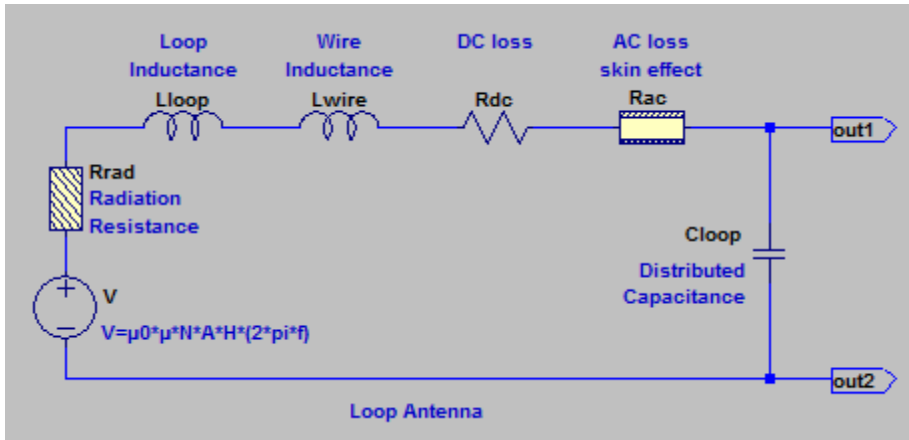 Loop
Inductance
Lloop
Wire
Inductance
Lwire
DC loss
Rdc
AC loss
skin effect
Rac
out1
Rrad
Radiation
Resistance
Cloop
Distributed
Capacitance
+
V
–
V=µ0*µ*N*A*H*(2*pi*f)
out2
Loop Antenna